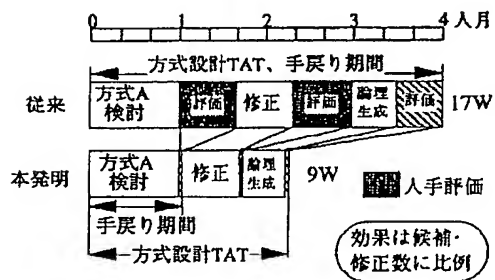 0 1 2 3 4 人月
方式設計TAT、手戻り期間
従来 方式A検討 評価 修正 評価 論理生成 評価 17W
本発明 方式A検討 修正 論理生成 9W
人手評価
手戻り期間
方式設計TAT
効果は候補・
修正数に比例